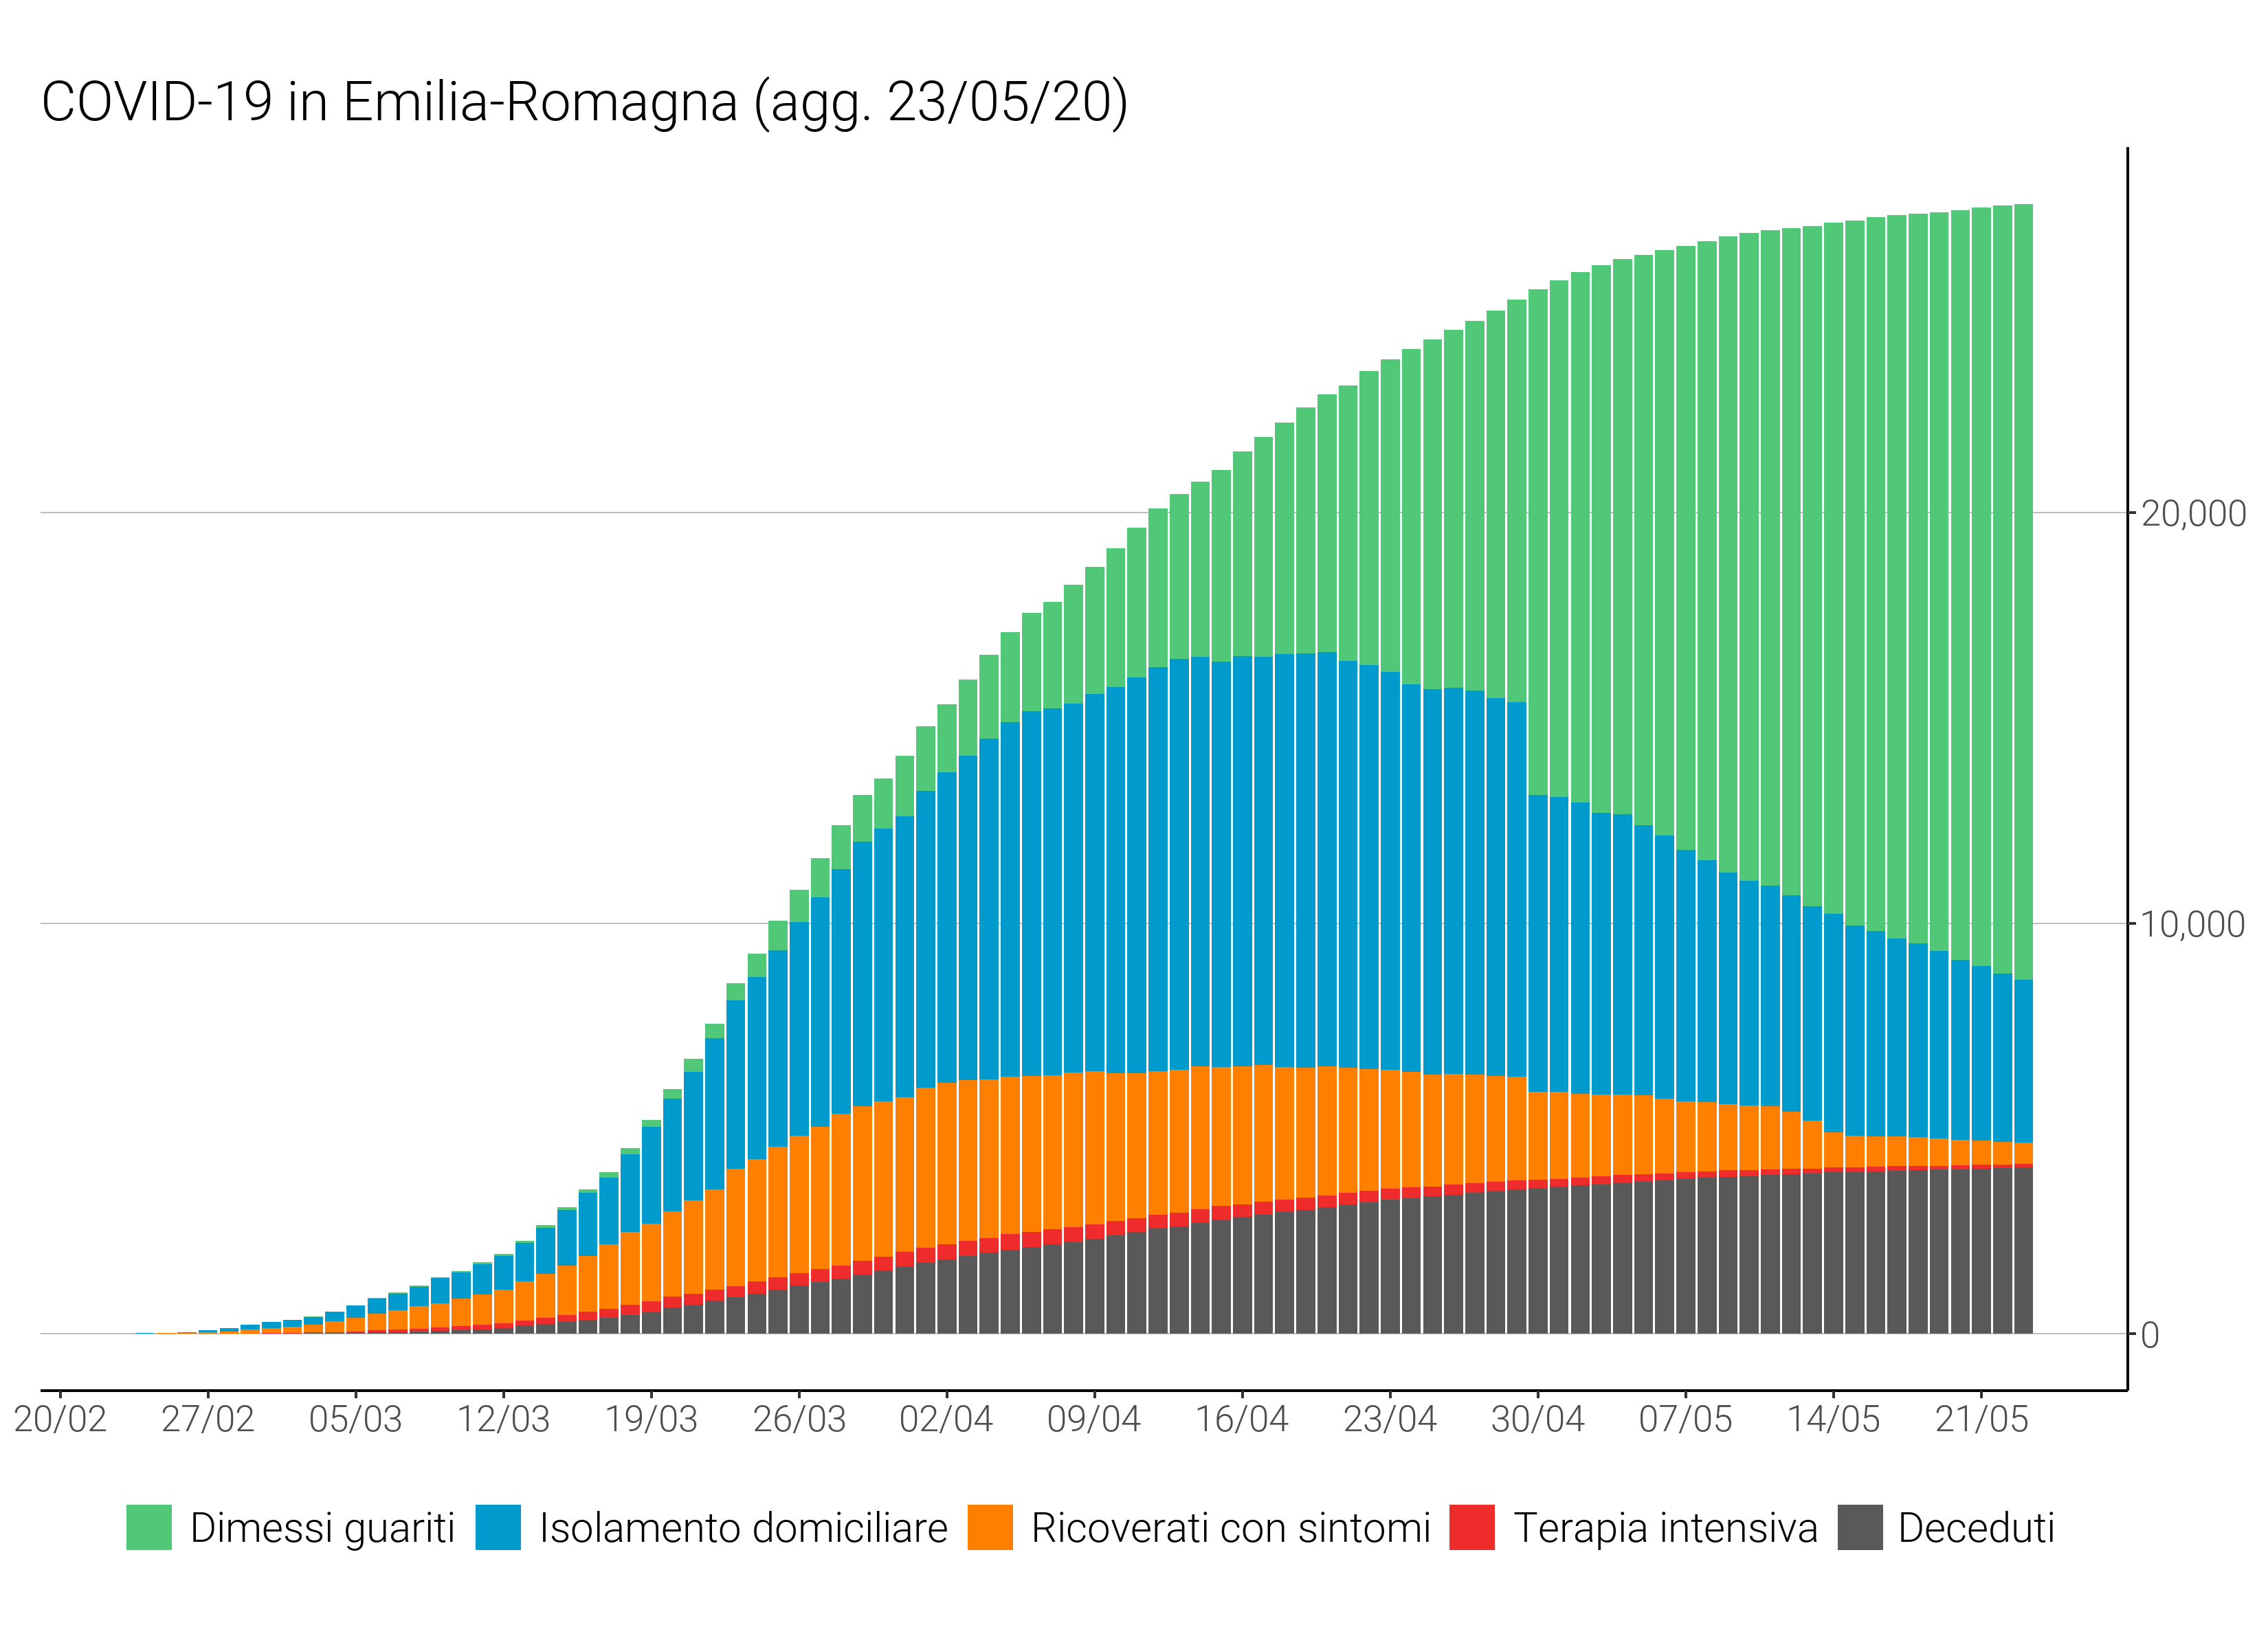 COVID-19 in Emilia-Romagna (agg. 23/05/20)
20,000
10,000
0
20/02 27/02 05/03 12/03 19/03 26/03 02/04 09/04 16/04 23/04 30/04 07/05 14/05 21/05
Dimessi guariti Isolamento domiciliare Ricoverati con sintomi Terapia intensiva Deceduti